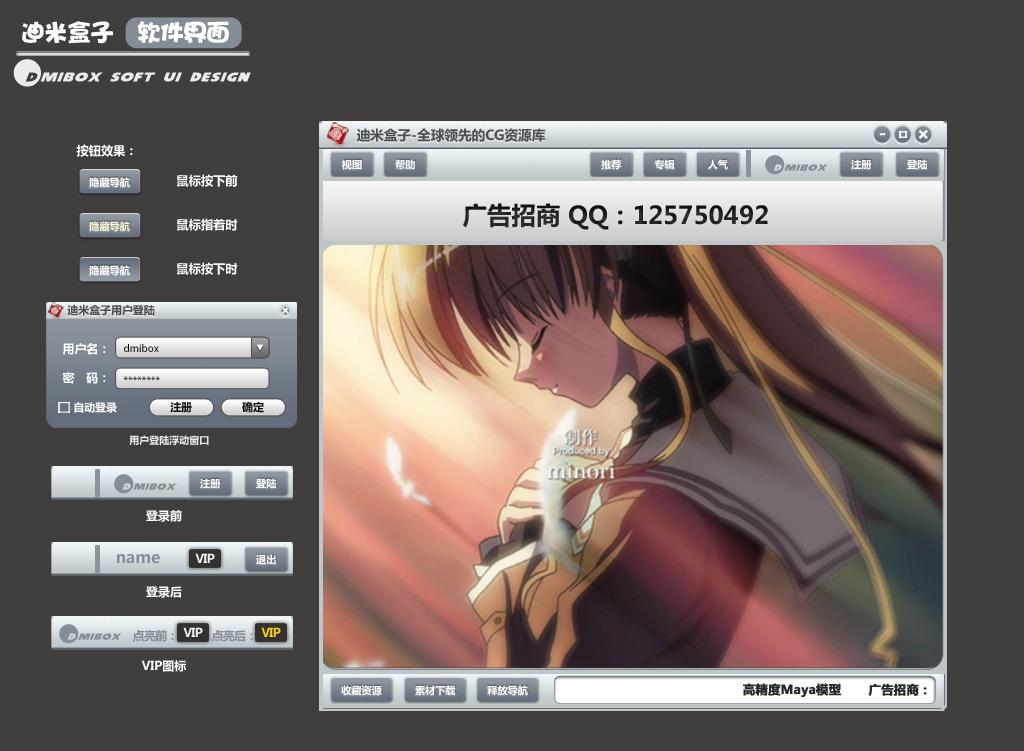 迪米盒子 软件界面
DMIBOX SOFT UI DESIGN
按钮效果：
隐藏导航 鼠标按下前
隐藏导航 鼠标指着时
隐藏导航 鼠标按下时
迪米盒子用户登陆
用户名： dmibox
密 码： ********
自动登录 注册 确定
用户登陆浮动窗口
DMIBOX 注册 登陆
登录前
name VIP 退出
登录后
DMIBOX 点亮前： VIP 点亮后： VIP
VIP图标
迪米盒子-全球领先的CG资源库
视图 帮助 推荐 专辑 人气 DMIBOX 注册 登陆
广告招商 QQ：125750492
制作
Produced by
minori
收藏资源 素材下载 释放导航 高精度Maya模型 广告招商：